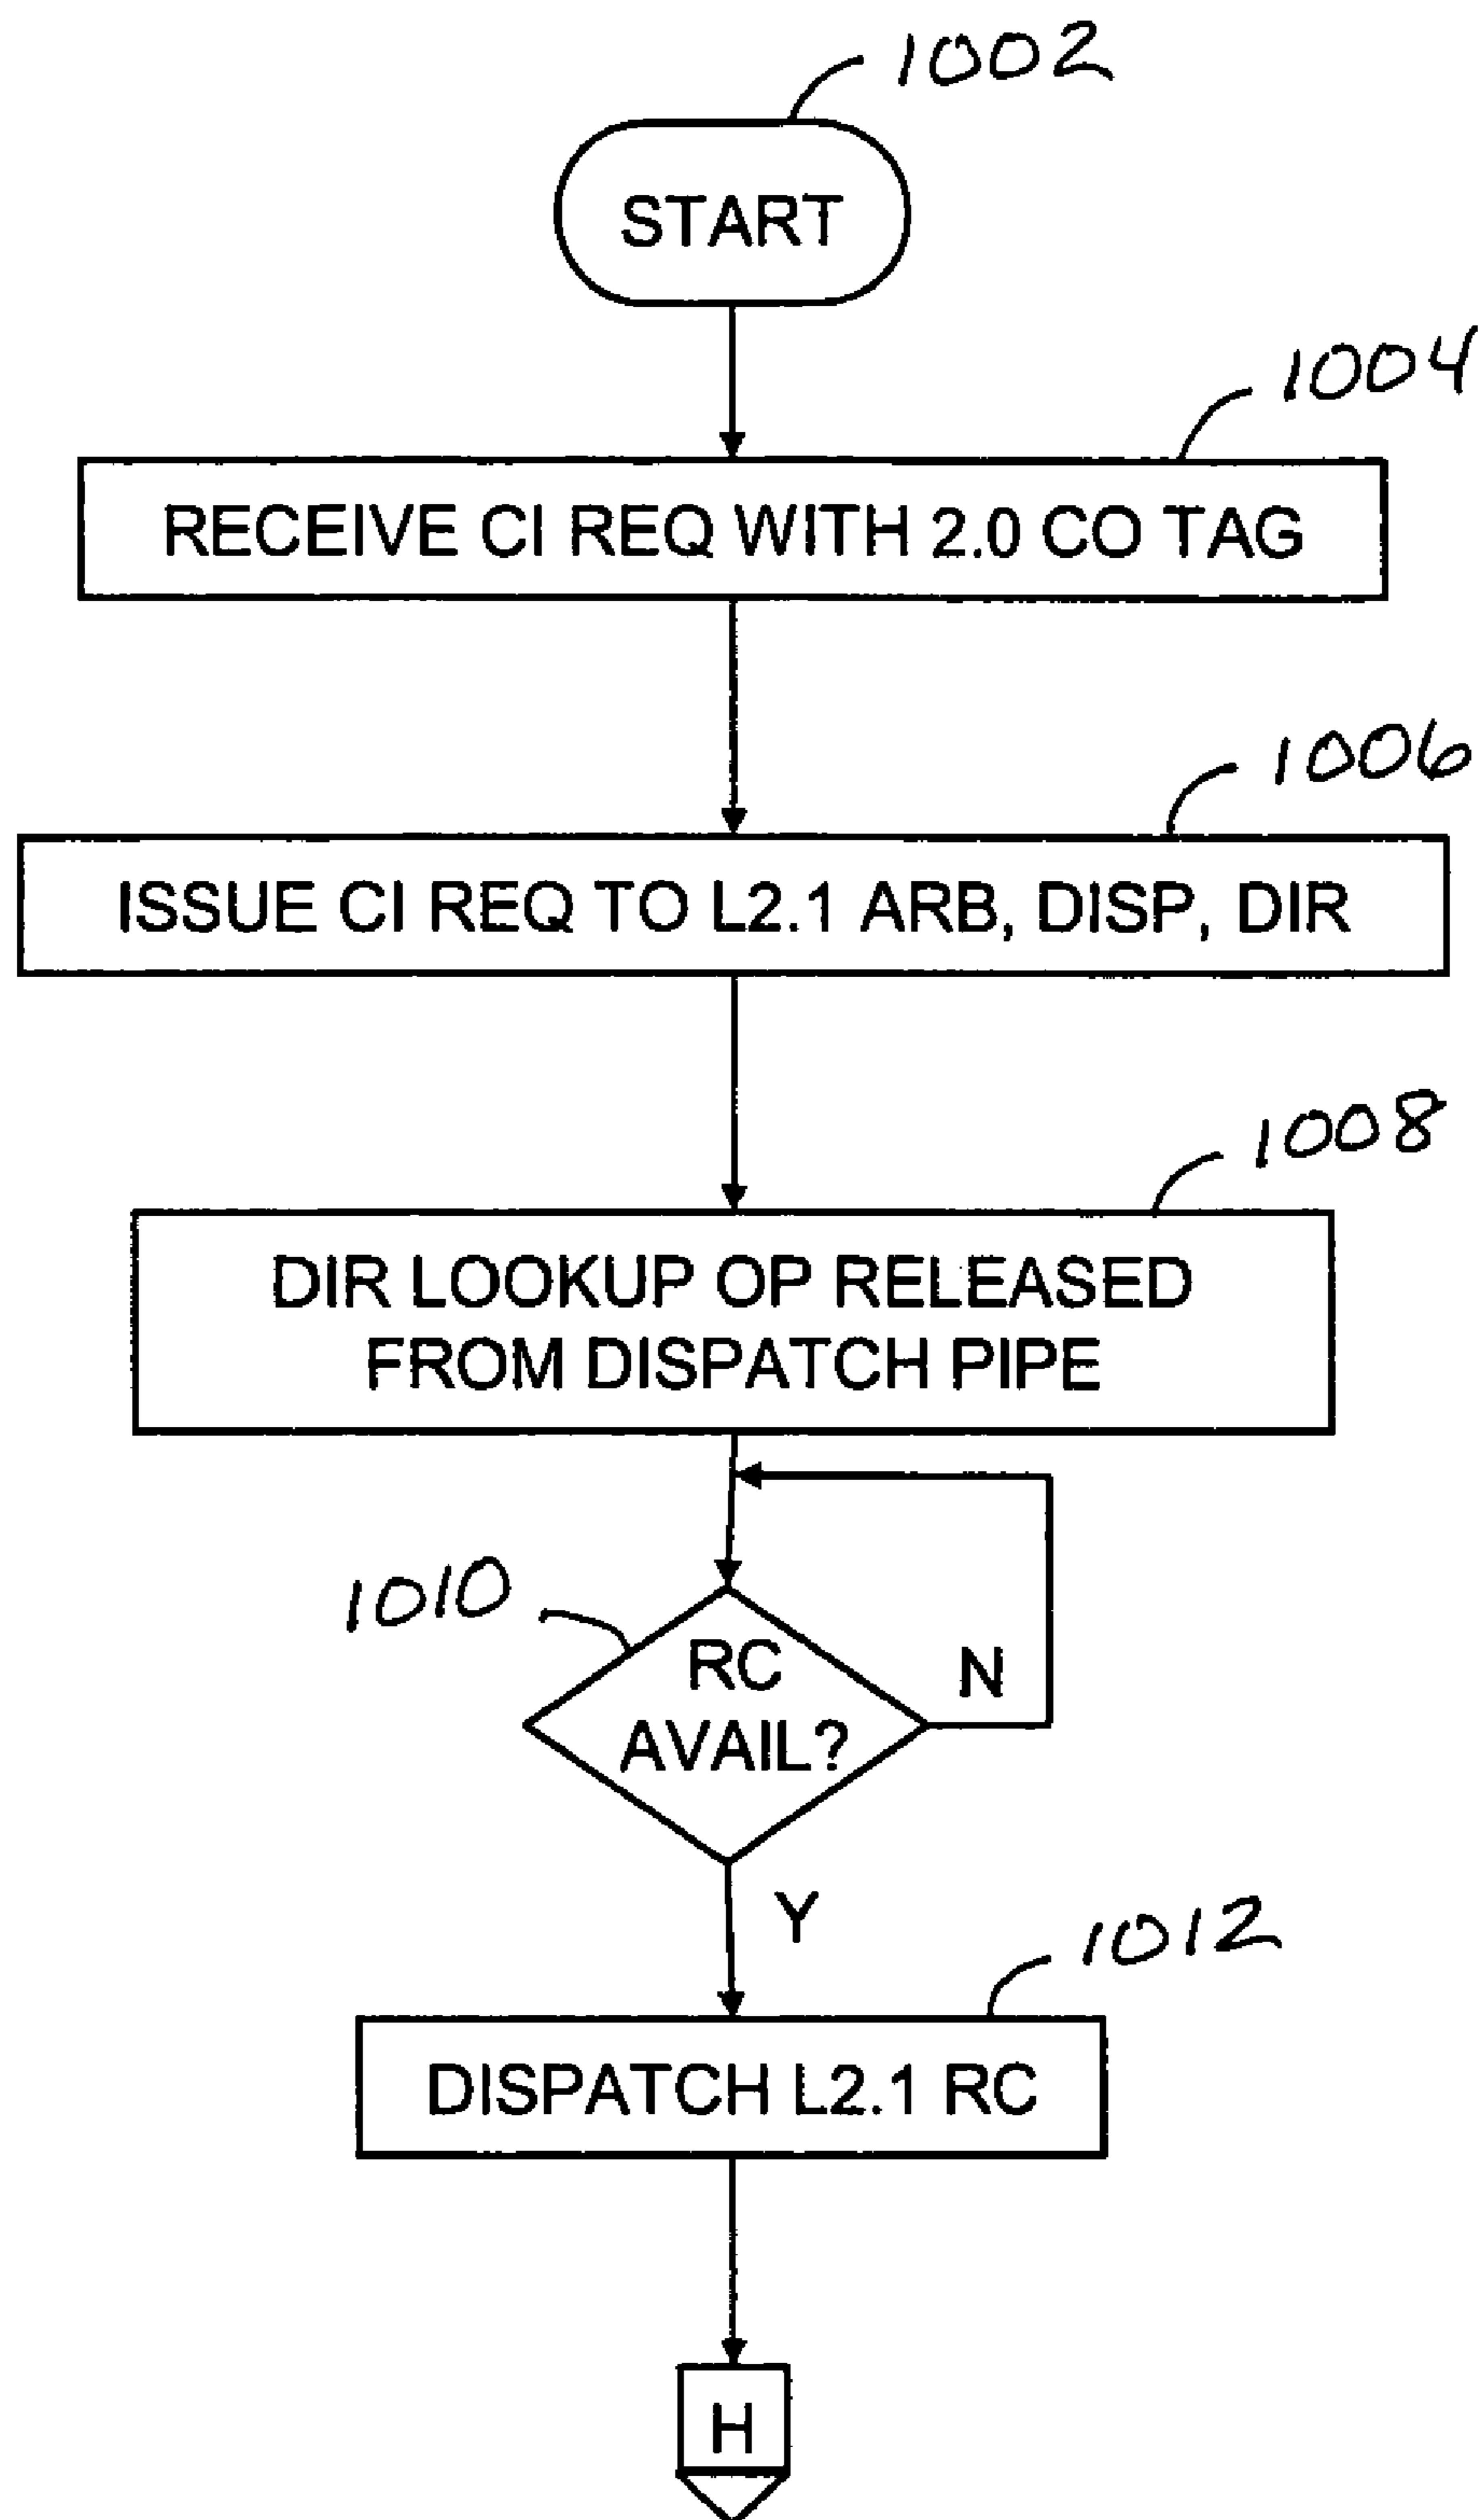 1002
START
1004
RECEIVE CI REQ WITH 2.0 CO TAG
1006
ISSUE CI REQ TO L2.1 ARB, DISP, DIR
1008
DIR LOOKUP OP RELEASED
FROM DISPATCH PIPE
1010
RC
AVAIL?
N
Y
1012
DISPATCH L2.1 RC
H